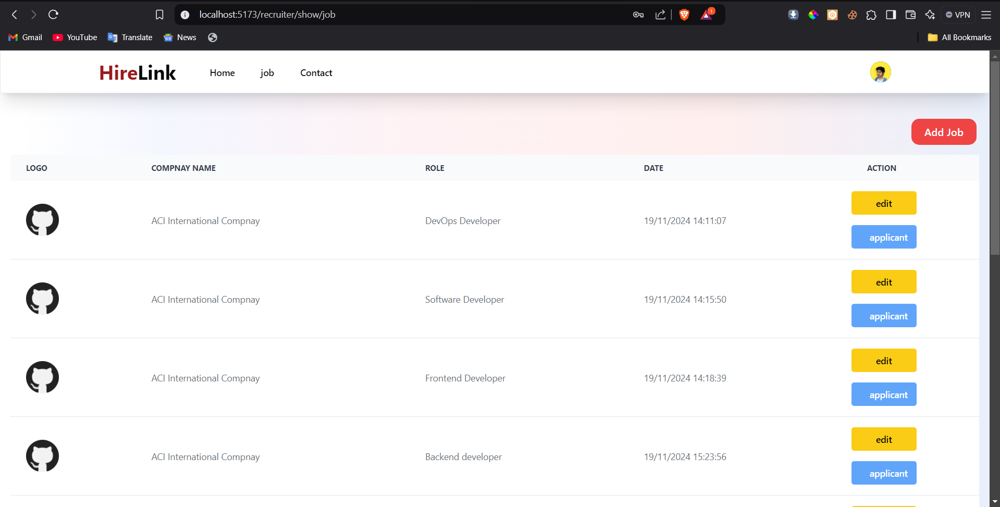 localhost:5173/recruiter/show/job
1
VPN
Gmail YouTube Translate News All Bookmarks
HireLink Home job Contact
Add Job
LOGO COMPNAY NAME ROLE DATE ACTION
edit
ACI International Compnay DevOps Developer 19/11/2024 14:11:07
applicant
edit
ACI International Compnay Software Developer 19/11/2024 14:15:50
applicant
edit
ACI International Compnay Frontend Developer 19/11/2024 14:18:39
applicant
edit
ACI International Compnay Backend developer 19/11/2024 15:23:56
applicant